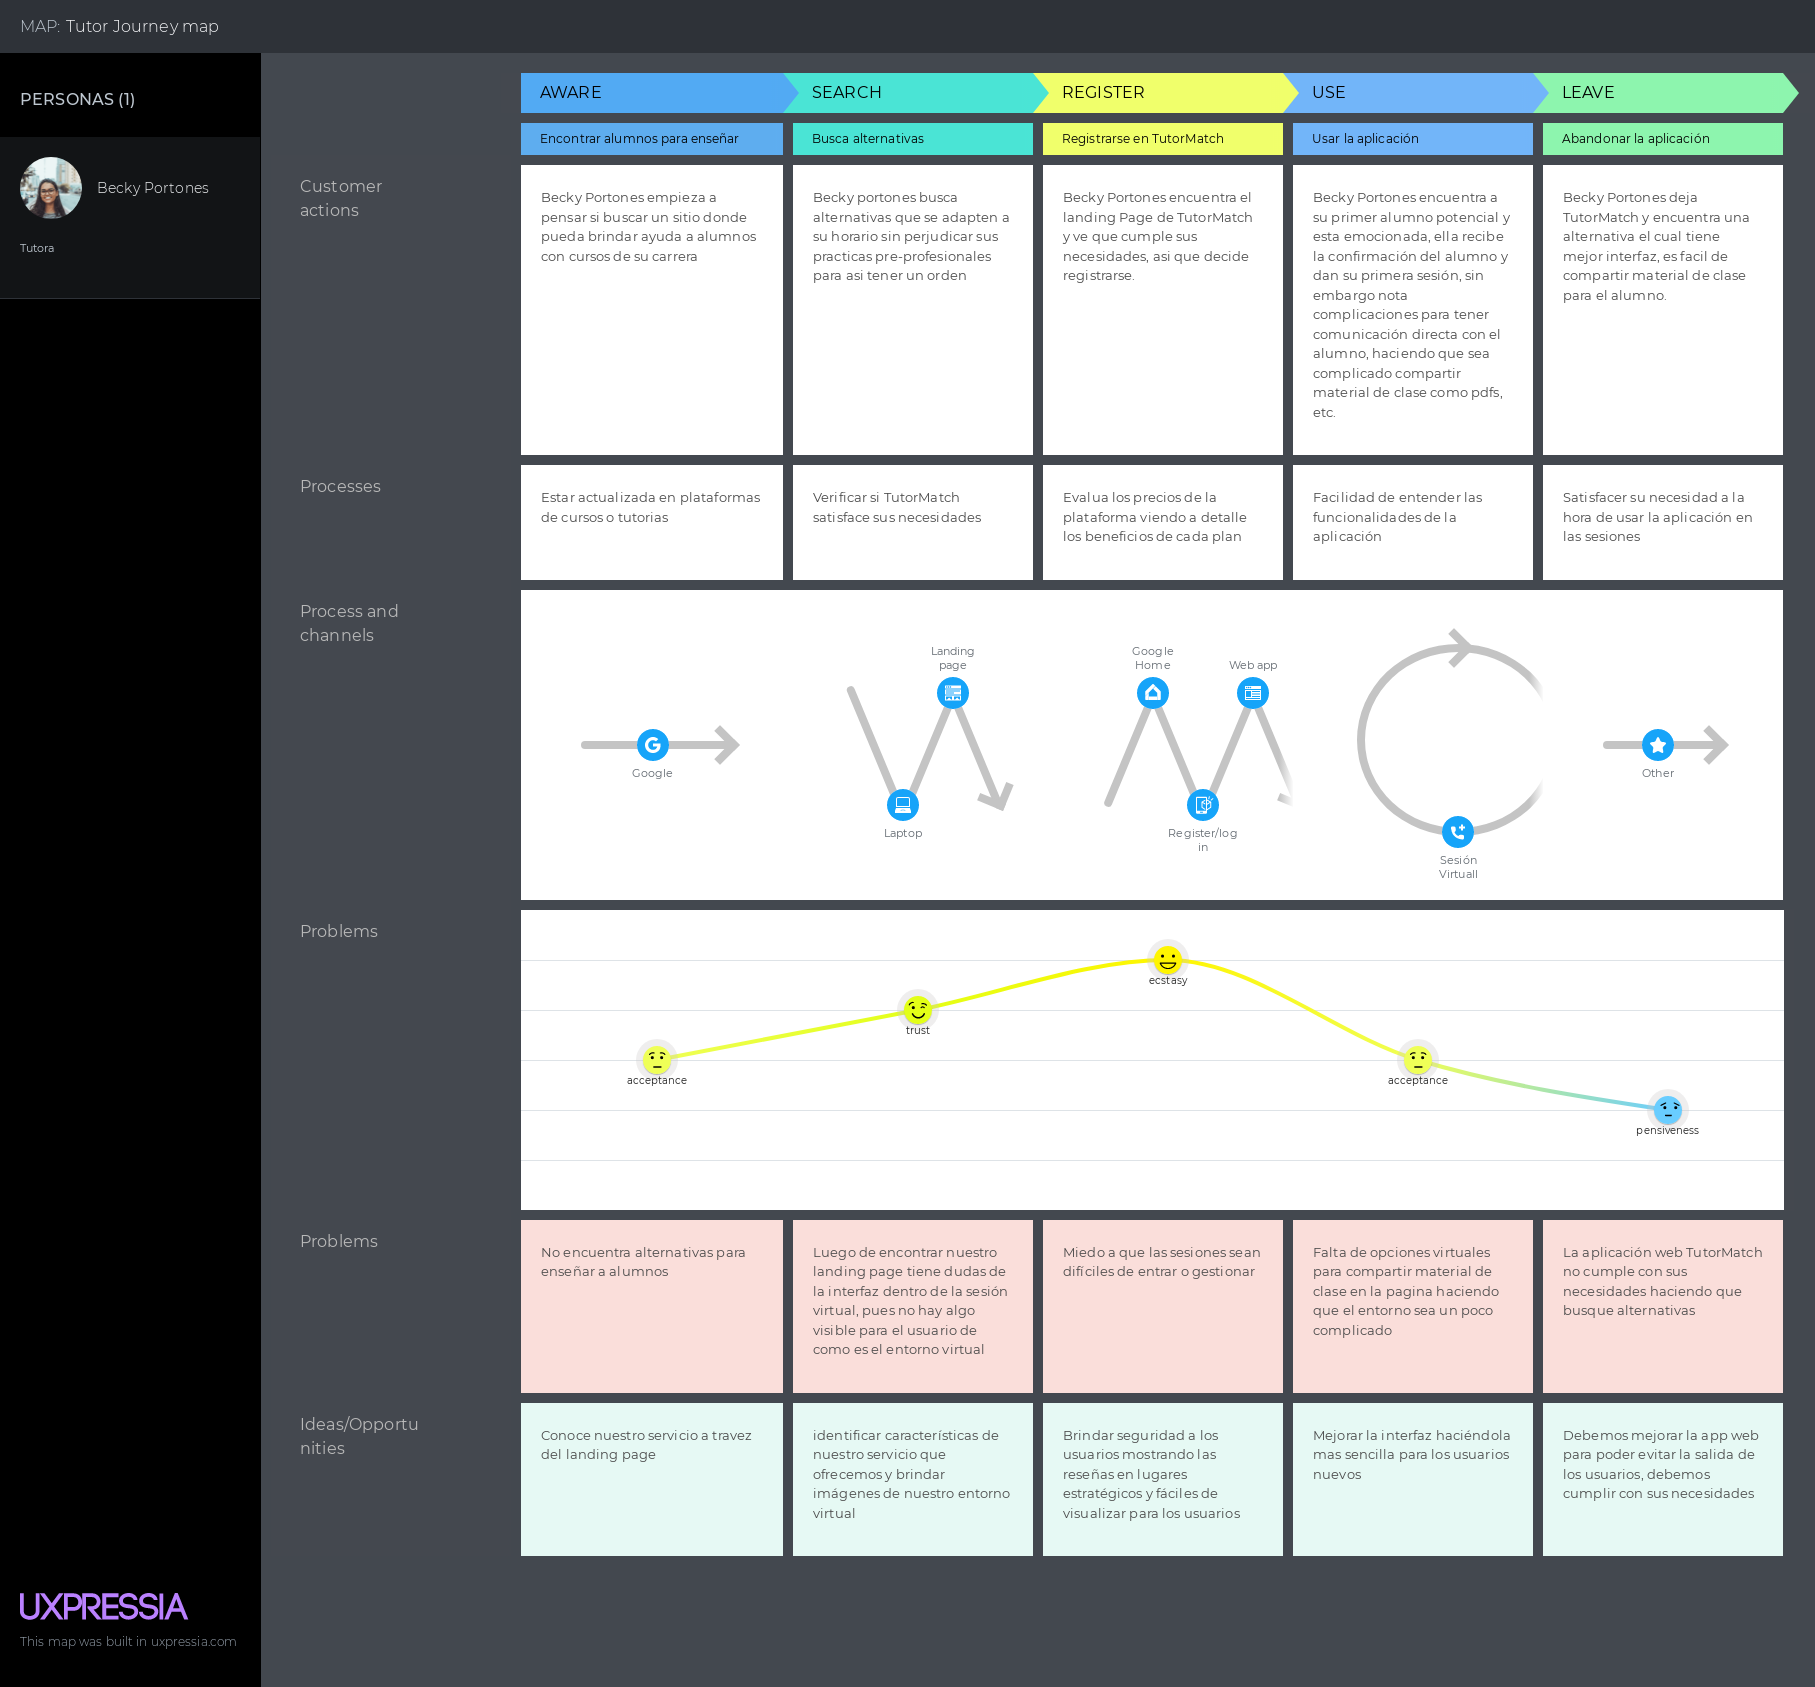 MAP: Tutor Journey map
PERSONAS (1)
Becky Portones
Tutora
AWARE
SEARCH
REGISTER
USE
LEAVE
Encontrar alumnos para enseñar
Busca alternativas
Registrarse en TutorMatch
Usar la aplicación
Abandonar la aplicación
Customer
actions
Becky Portones empieza a
pensar si buscar un sitio donde
pueda brindar ayuda a alumnos
con cursos de su carrera
Becky portones busca
alternativas que se adapten a
su horario sin perjudicar sus
practicas pre-profesionales
para asi tener un orden
Becky Portones encuentra el
landing Page de TutorMatch
y ve que cumple sus
necesidades, asi que decide
registrarse.
Becky Portones encuentra a
su primer alumno potencial y
esta emocionada, ella recibe
la confirmación del alumno y
dan su primera sesión, sin
embargo nota
complicaciones para tener
comunicación directa con el
alumno, haciendo que sea
complicado compartir
material de clase como pdfs,
etc.
Becky Portones deja
TutorMatch y encuentra una
alternativa el cual tiene
mejor interfaz, es facil de
compartir material de clase
para el alumno.
Processes
Estar actualizada en plataformas
de cursos o tutorias
Verificar si TutorMatch
satisface sus necesidades
Evalua los precios de la
plataforma viendo a detalle
los beneficios de cada plan
Facilidad de entender las
funcionalidades de la
aplicación
Satisfacer su necesidad a la
hora de usar la aplicación en
las sesiones
Process and
channels
Google
Landing
page
Laptop
Google
Home
Web app
Register/log
in
Sesión
Virtuall
Other
Problems
acceptance
trust
ecstasy
acceptance
pensiveness
Problems
No encuentra alternativas para
enseñar a alumnos
Luego de encontrar nuestro
landing page tiene dudas de
la interfaz dentro de la sesión
virtual, pues no hay algo
visible para el usuario de
como es el entorno virtual
Miedo a que las sesiones sean
difíciles de entrar o gestionar
Falta de opciones virtuales
para compartir material de
clase en la pagina haciendo
que el entorno sea un poco
complicado
La aplicación web TutorMatch
no cumple con sus
necesidades haciendo que
busque alternativas
Ideas/Opportu
nities
Conoce nuestro servicio a travez
del landing page
identificar características de
nuestro servicio que
ofrecemos y brindar
imágenes de nuestro entorno
virtual
Brindar seguridad a los
usuarios mostrando las
reseñas en lugares
estratégicos y fáciles de
visualizar para los usuarios
Mejorar la interfaz haciéndola
mas sencilla para los usuarios
nuevos
Debemos mejorar la app web
para poder evitar la salida de
los usuarios, debemos
cumplir con sus necesidades
UXPRESSIA
This map was built in uxpressia.com